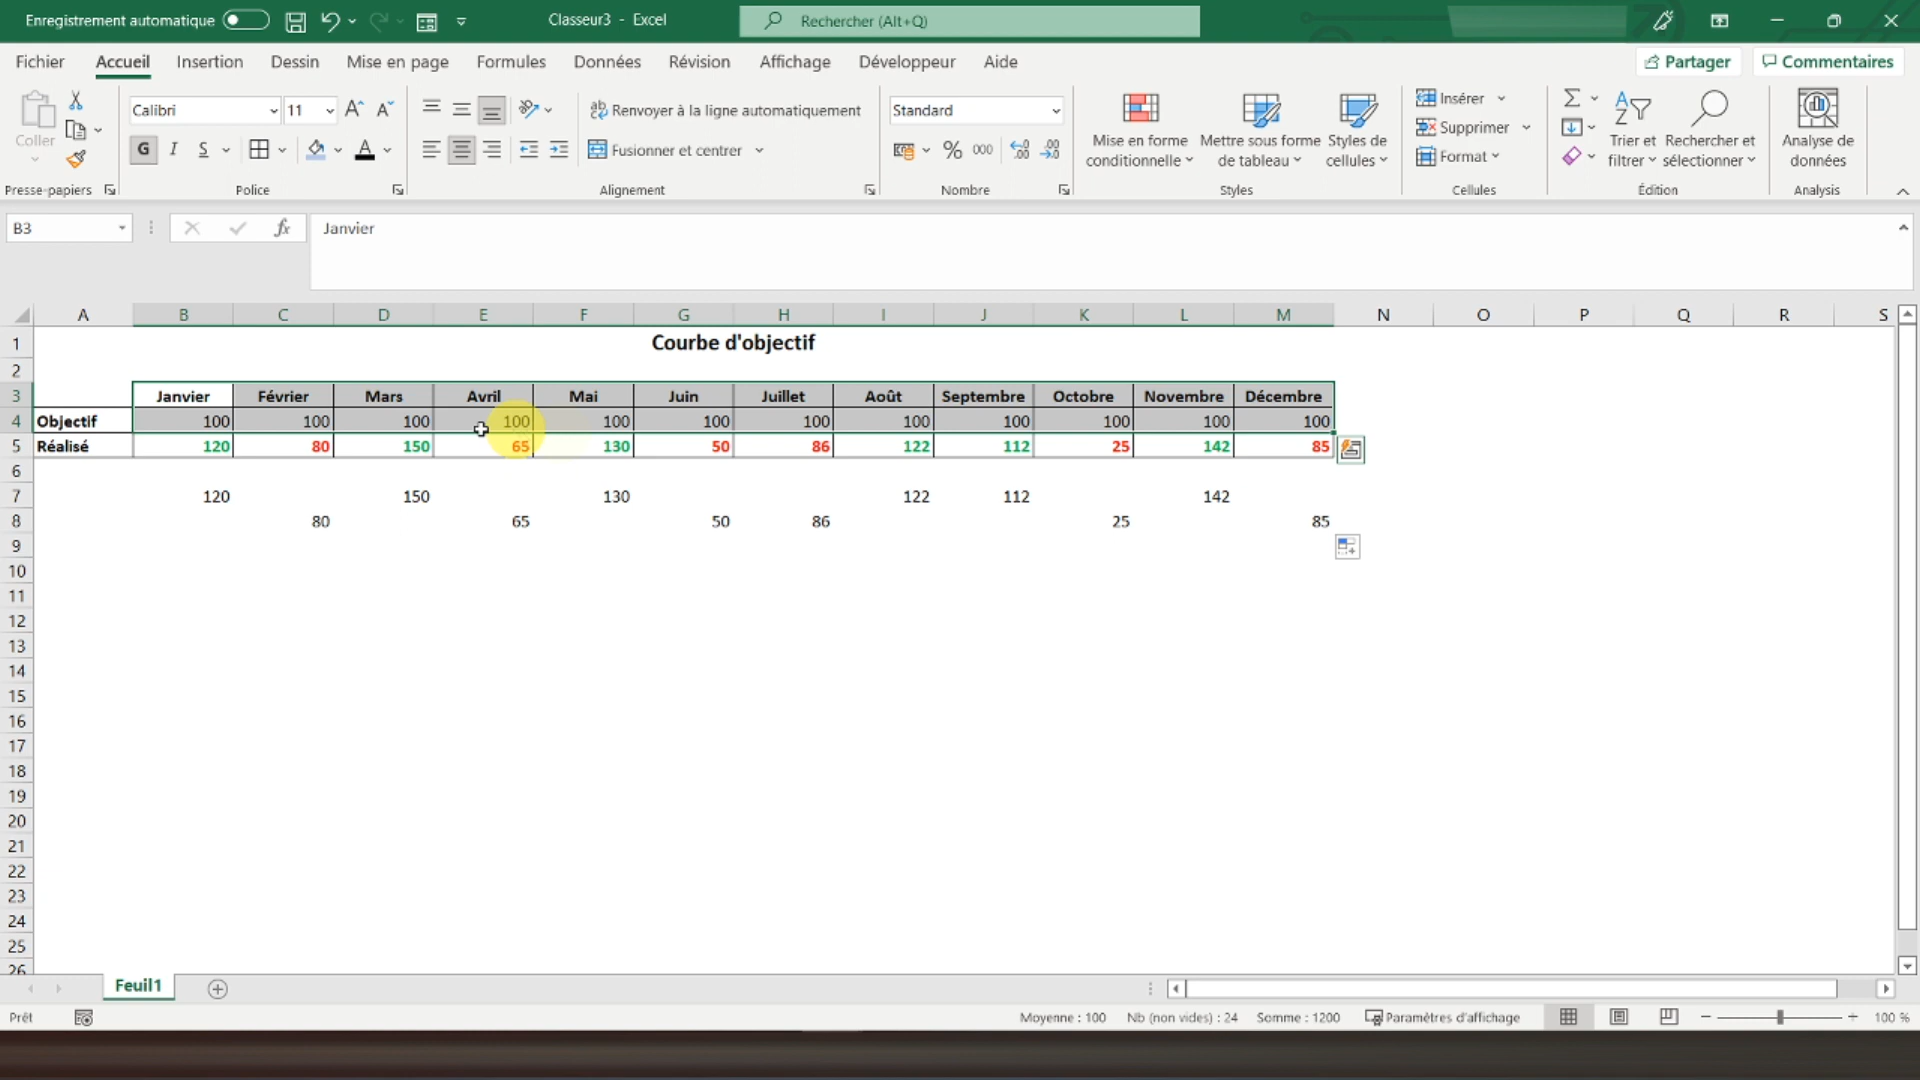 Enregistrement automatique
Classeur3 - Excel
Rechercher (Alt+Q)
Fichier Accueil Insertion Dessin Mise en page Formules Données Révision Affichage Développeur Aide
Partager Commentaires
Coller
Presse-papiers
Calibri 11
G I S
Police
Renvoyer à la ligne automatiquement
Fusionner et centrer
Alignement
Standard
% 000
Nombre
Mise en forme conditionnelle
Mettre sous forme de tableau
Styles de cellules
Styles
Insérer
Supprimer
Format
Cellules
Trier et filtrer
Rechercher et sélectionner
Édition
Analyse de données
Analysis
B3 fx Janvier
A B C D E F G H I J K L M N O P Q R S
1 Courbe d'objectif
2
3 Janvier Février Mars Avril Mai Juin Juillet Août Septembre Octobre Novembre Décembre
4 Objectif 100 100 100 100 100 100 100 100 100 100 100 100
5 Réalisé 120 80 150 65 130 50 86 122 112 25 142 85
6
7 120 150 130 122 112 142
8 80 65 50 86 25 85
9
10
11
12
13
14
15
16
17
18
19
20
21
22
23
24
25
26
Feuil1
Prêt
Moyenne : 100 Nb (non vides) : 24 Somme : 1200 Paramètres d'affichage 100 %